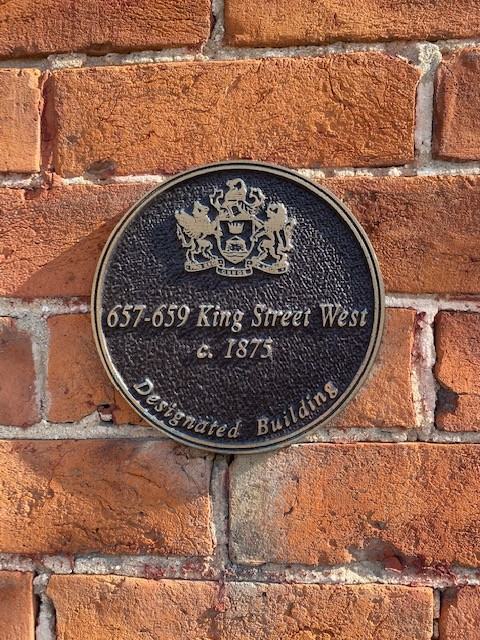 657-659 King Street West
c. 1875
Designated Building